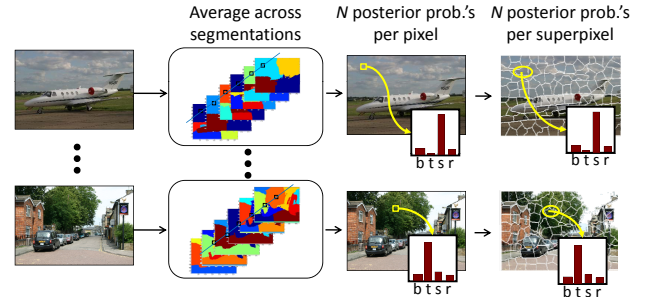 Average across
segmentations
N posterior prob.'s
per pixel
N posterior prob.'s
per superpixel
b t s r
b t s r
b t s r
b t s r